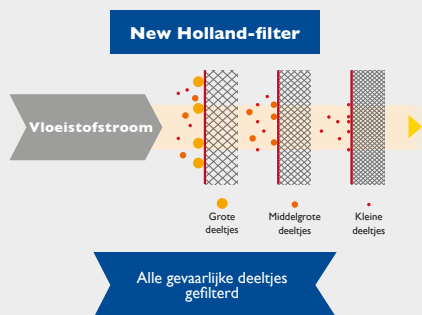 New Holland-filter
Vloeistofstroom
Grote
deeltjes
Middelgrote
deeltjes
Kleine
deeltjes
Alle gevaarlijke deeltjes
gefilterd